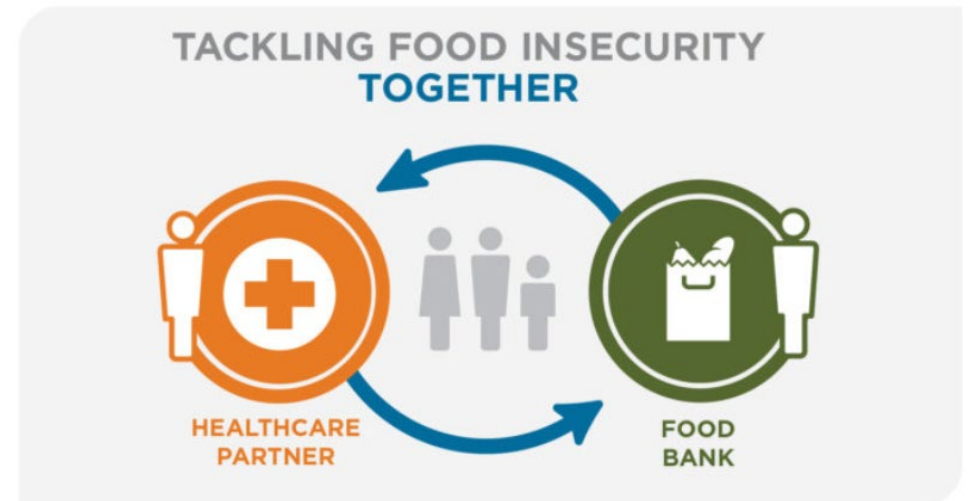 TACKLING FOOD INSECURITY
TOGETHER
HEALTHCARE
PARTNER
FOOD
BANK